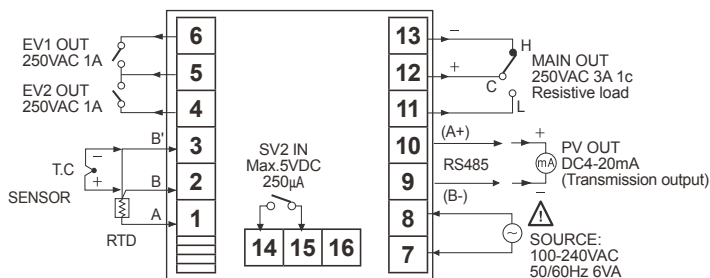 EV1 OUT
250VAC 1A
EV2 OUT
250VAC 1A
6
5
4
3
2
1
B'
B
A
T.C
−
+
SENSOR
RTD
SV2 IN
Max.5VDC
250µA
14 15 16
13
12
11
10
9
8
7
−
+
H
C
L
MAIN OUT
250VAC 3A 1c
Resistive load
(A+)
RS485
(B-)
+
mA
−
PV OUT
DC4-20mA
(Transmission output)
!
SOURCE:
100-240VAC
50/60Hz 6VA